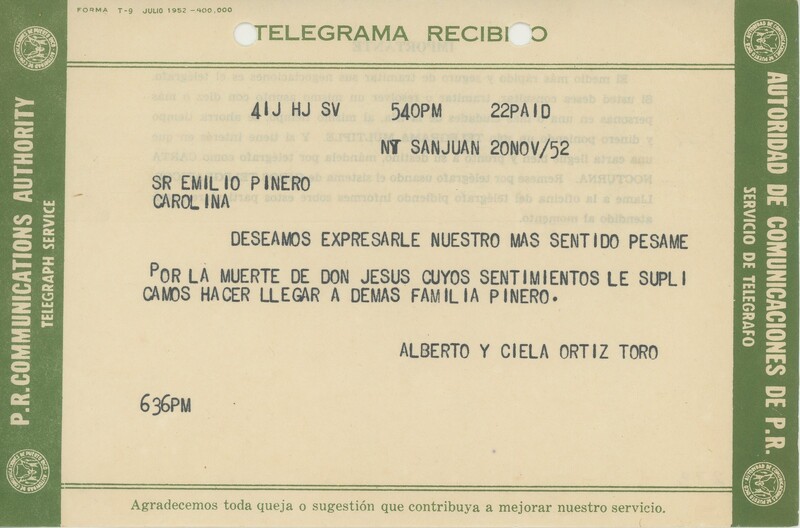 FORMA T-9 JULIO 1952-400,000
TELEGRAMA RECIBIDO
41J HJ SV 540PM 22PAID
NT SANJUAN 20NOV/52
SR EMILIO PINERO
CAROLINA
DESEAMOS EXPRESARLE NUESTRO MAS SENTIDO PESAME
POR LA MUERTE DE DON JESUS CUYOS SENTIMIENTOS LE SUPLI
CAMOS HACER LLEGAR A DEMAS FAMILIA PINERO.
ALBERTO Y CIELA ORTIZ TORO
636PM
Agradecemos toda queja o sugestión que contribuya a mejorar nuestro servicio.
P.R. COMMUNICATIONS AUTHORITY
TELEGRAPH SERVICE
AUTORIDAD DE COMUNICACIONES DE P.R.
SERVICIO DE TELEGRAFO